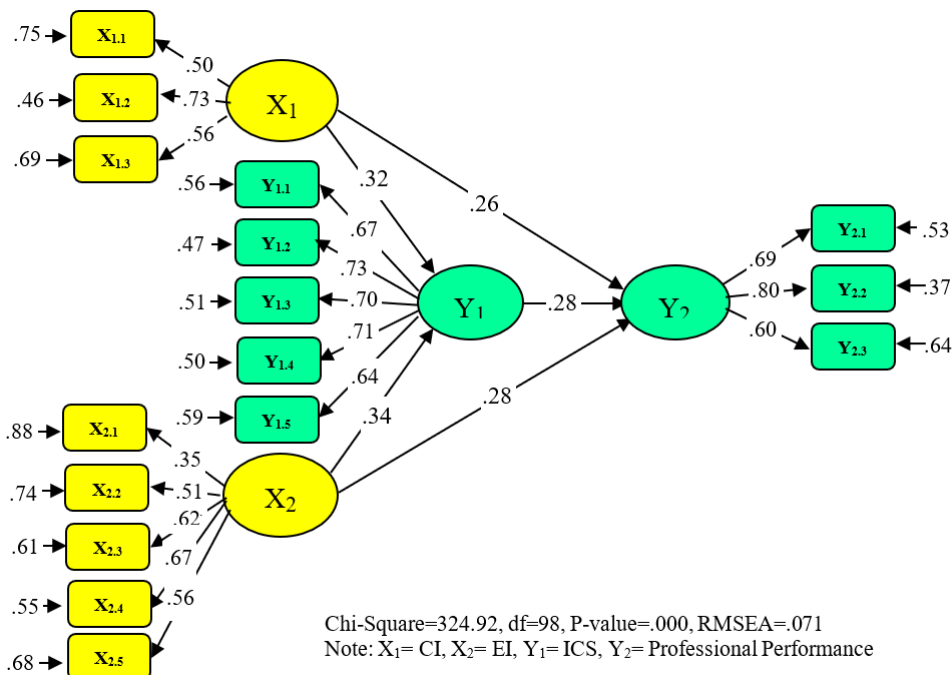 .75 X1.1
.50
.46 X1.2 .73 X1
.56
.69 X1.3
.56 Y1.1 .32 .26
.67
.47 Y1.2 Y2.1 .53
.73 .69
.51 Y1.3 .70 Y1 .28 Y2 .80 Y2.2 .37
.71 .60
.50 Y1.4 Y2.3 .64
.64
.59 Y1.5 .34 .28
.88 X2.1
.35
.74 X2.2 .51 X2
.62
.61 X2.3
.67
.55 X2.4 .56
.68 X2.5
Chi-Square=324.92, df=98, P-value=.000, RMSEA=.071
Note: X1= CI, X2= EI, Y1= ICS, Y2= Professional Performance